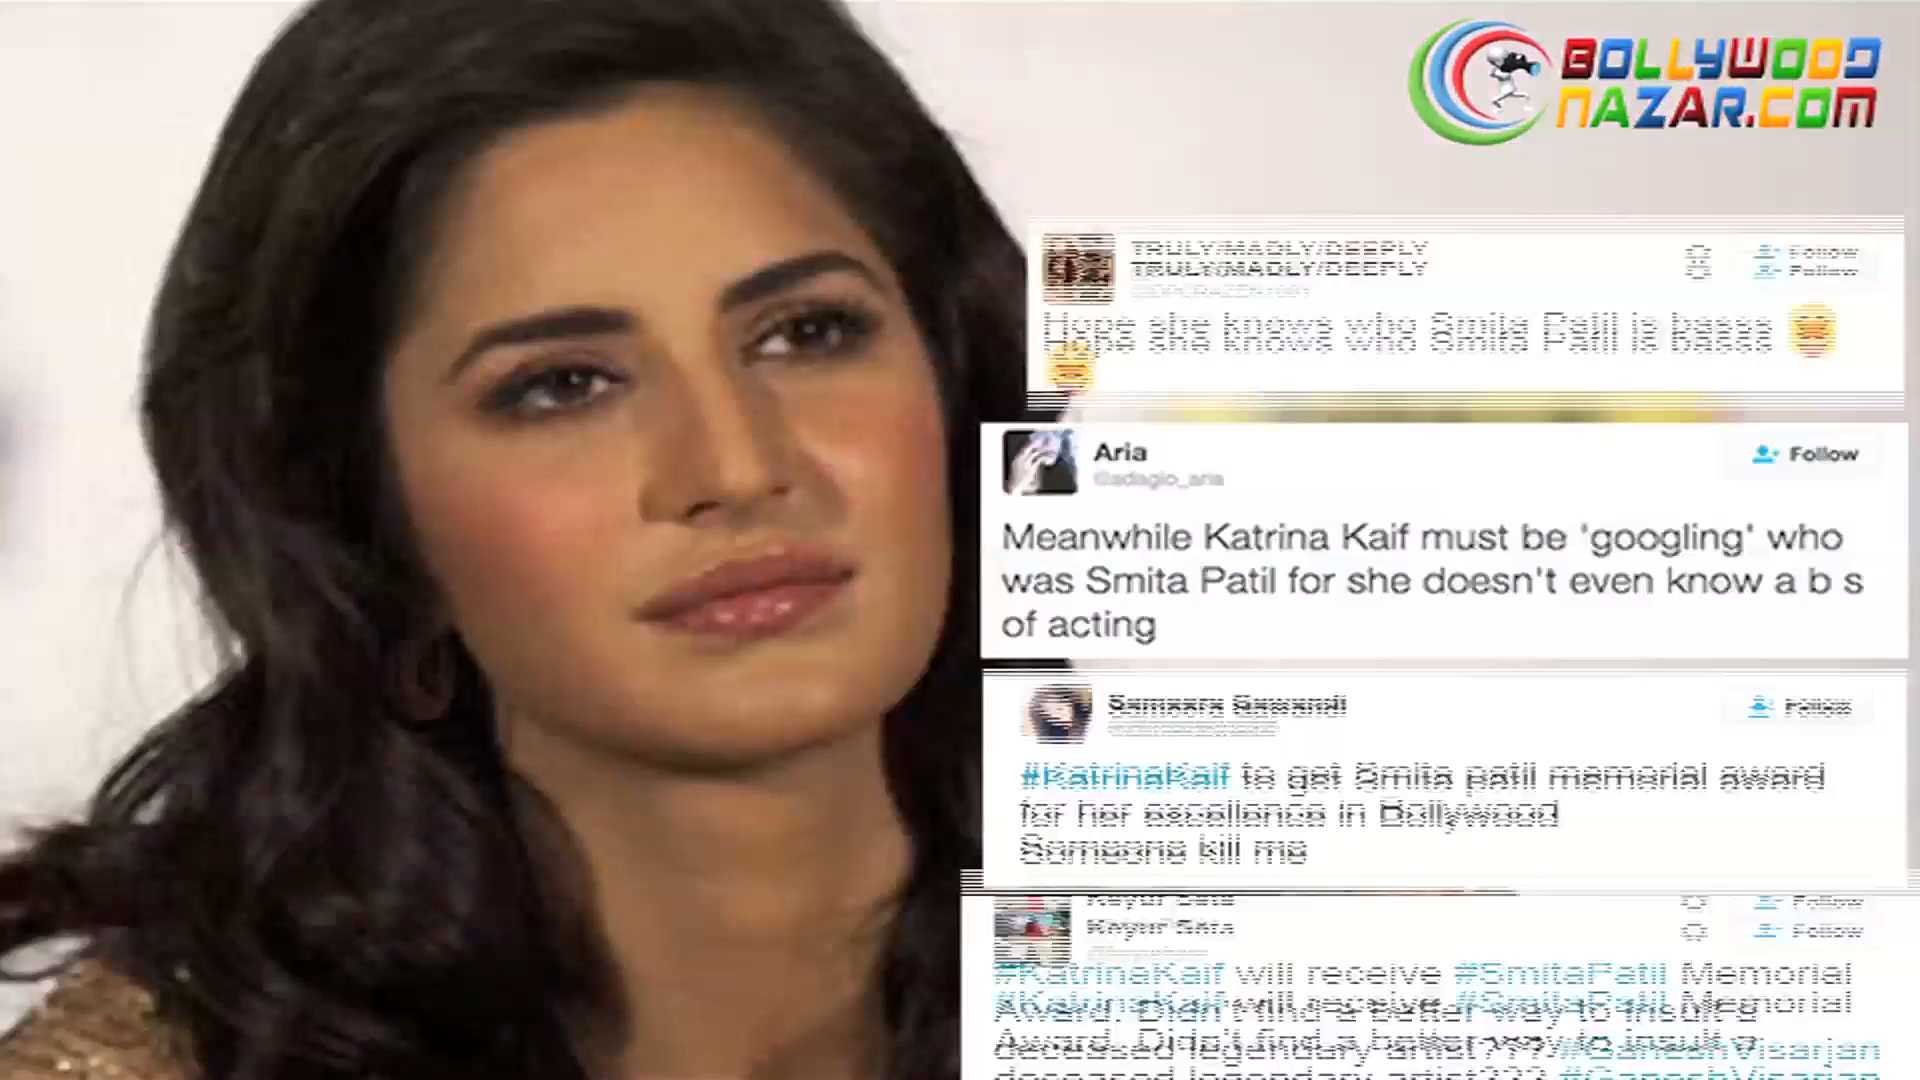 BOLLYWOOD
NAZAR.COM
TRULY/MADLY/DEEPLY
Follow
Hope she knows who Smita Patil is basss
Aria
@adagio_aria
Follow
Meanwhile Katrina Kaif must be 'googling' who
was Smita Patil for she doesn't even know a b s
of acting
Follow
#KatrinaKaif to get Smita patil memorial award
for her excellence in Bollywood
Someone kill me
Follow
#KatrinaKaif will receive #SmitaPatil Memorial
Award. Didn't find a better way to insult a
deceased legendary artist??? #GaneshVisarjan